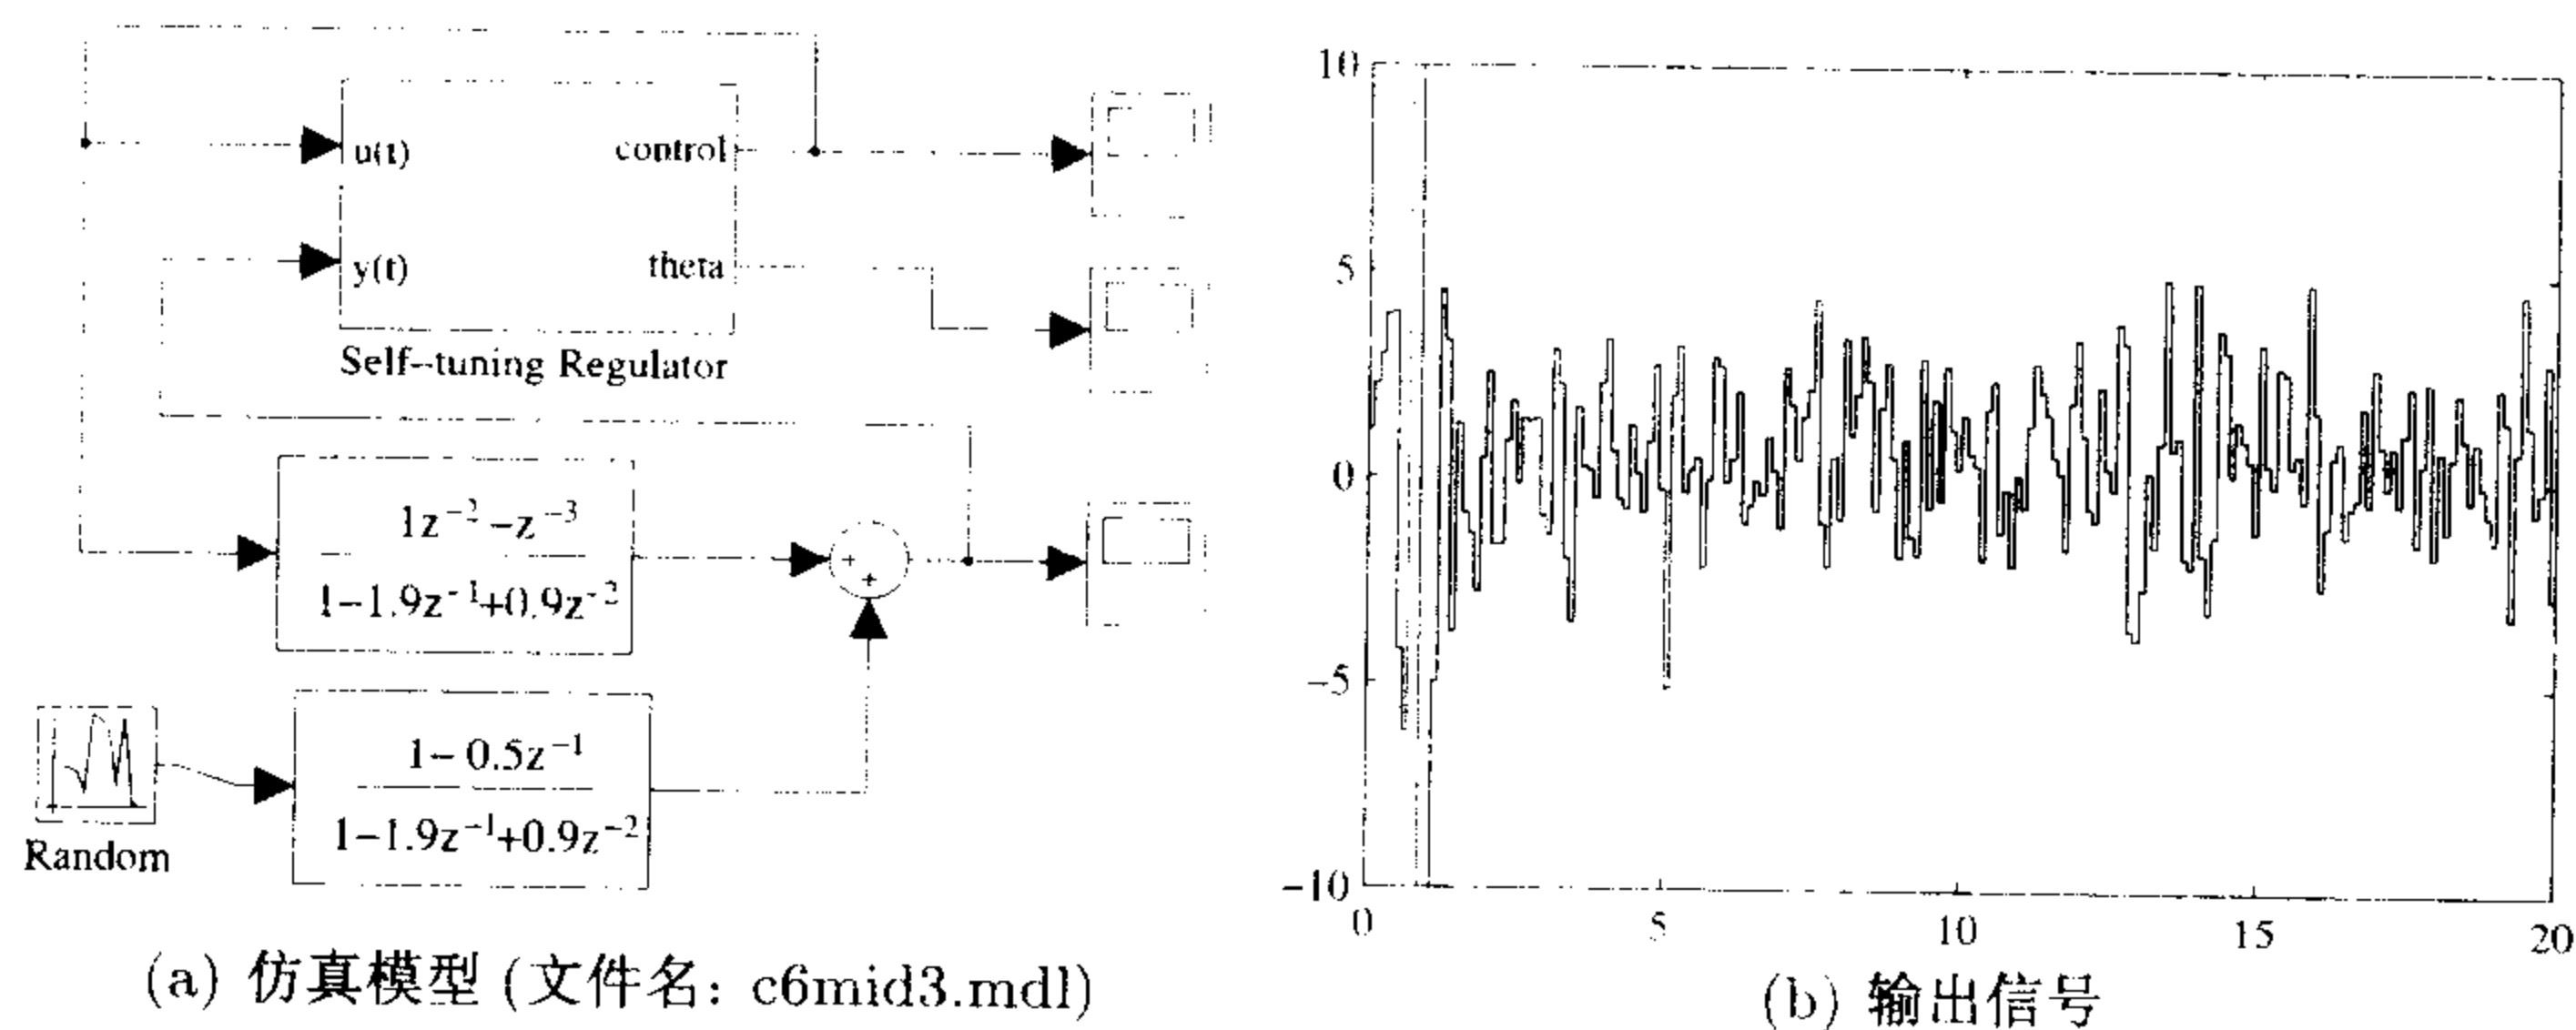 u(t)
control
y(t)
theta
Self-tuning Regulator
1z⁻²-z⁻³
1-1.9z⁻¹+0.9z⁻²
+
+
1-0.5z⁻¹
1-1.9z⁻¹+0.9z⁻²
Random
(a) 仿真模型 (文件名: c6mid3.mdl)
10
5
0
-5
-10
0
5
10
15
20
(b) 输出信号